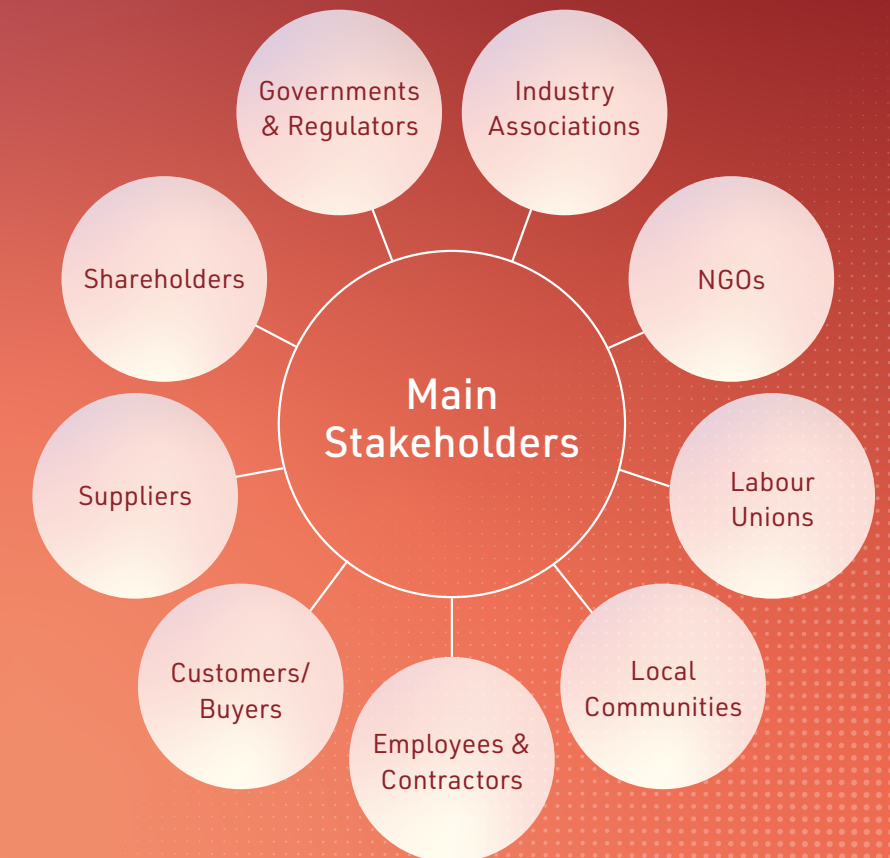 Governments
& Regulators
Industry
Associations
Shareholders
NGOs
Main
Stakeholders
Suppliers
Labour
Unions
Customers/
Buyers
Local
Communities
Employees &
Contractors